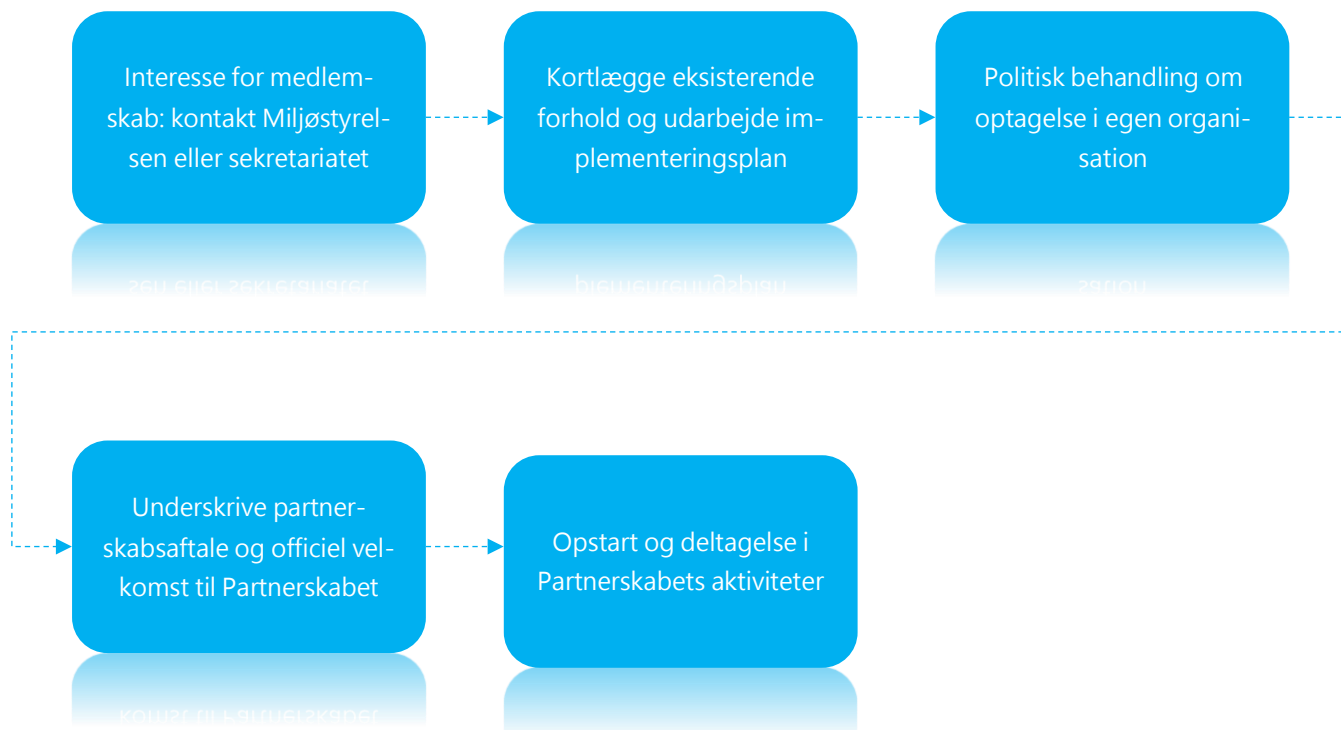 Interesse for medlem-
skab: kontakt Miljøstyrel-
sen eller sekretariatet
Kortlægge eksisterende
forhold og udarbejde im-
plementeringsplan
Politisk behandling om
optagelse i egen organi-
sation
Underskrive partner-
skabsaftale og officiel vel-
komst til Partnerskabet
Opstart og deltagelse i
Partnerskabets aktiviteter